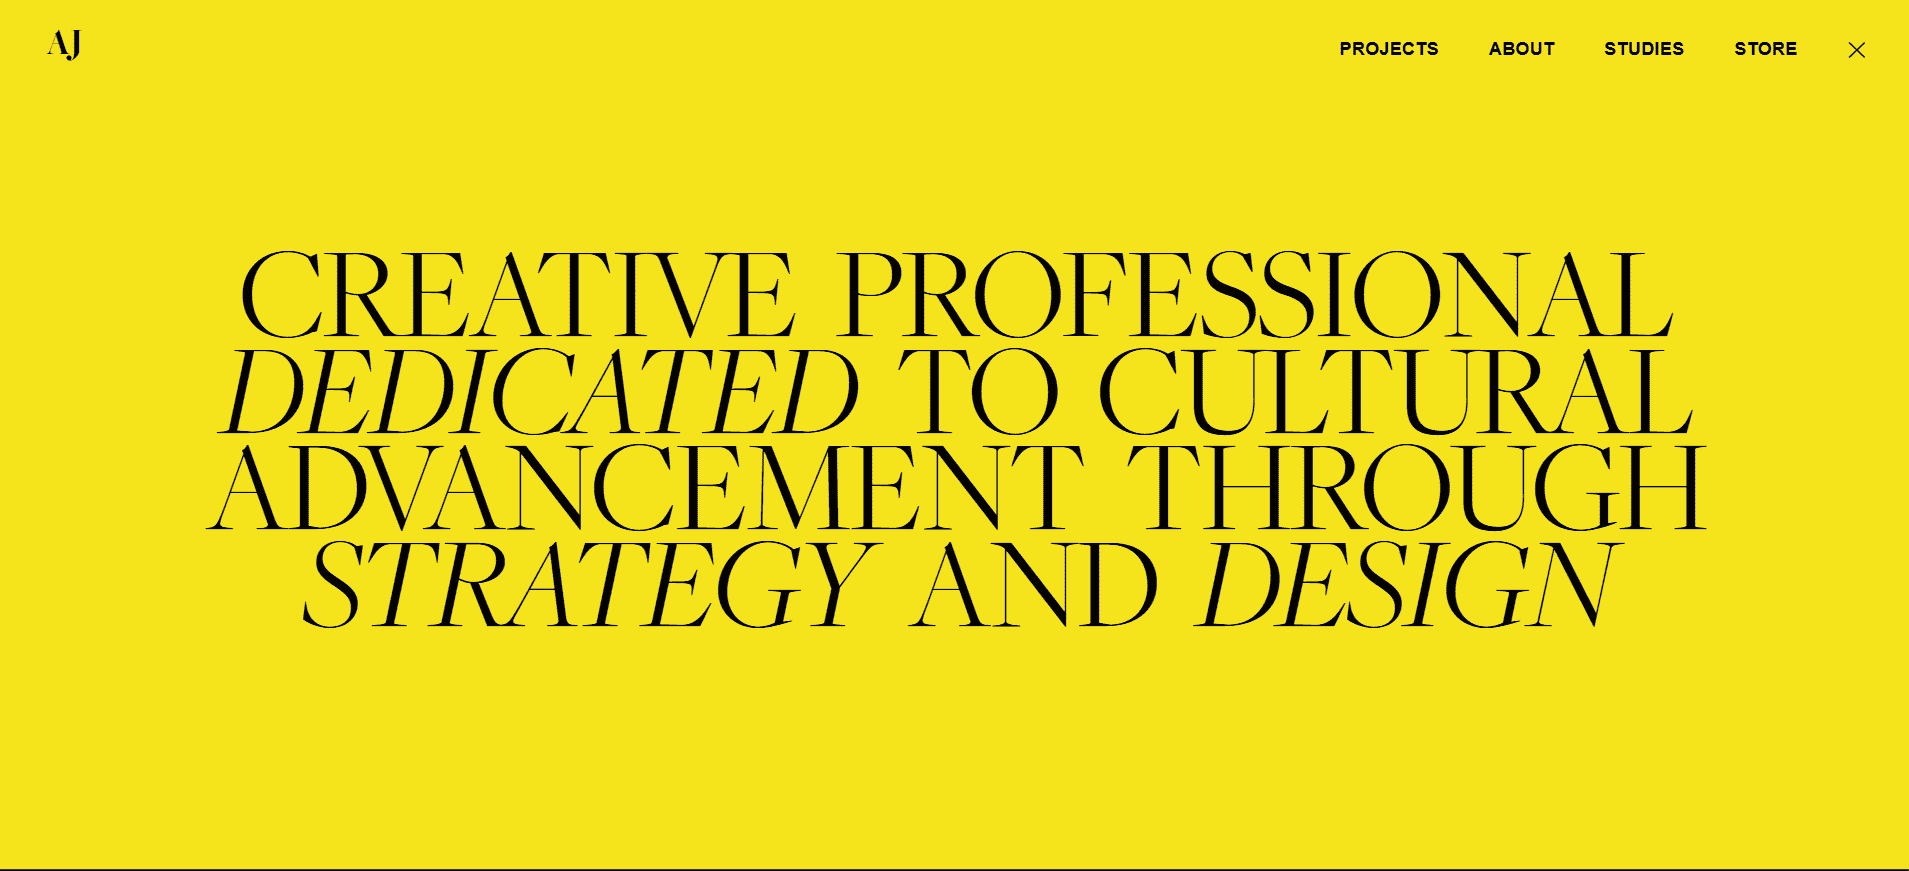 AJ
PROJECTS ABOUT STUDIES STORE
CREATIVE PROFESSIONAL
DEDICATED TO CULTURAL
ADVANCEMENT THROUGH
STRATEGY AND DESIGN